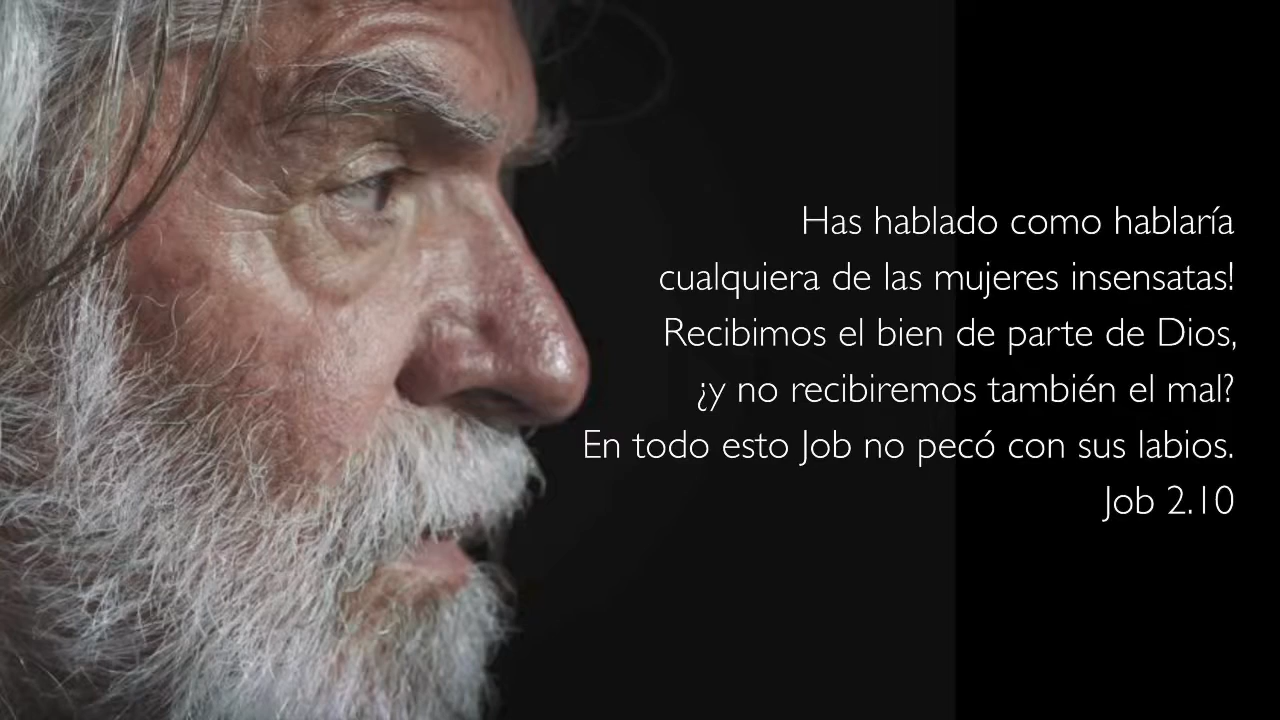 Has hablado como hablaría
cualquiera de las mujeres insensatas!
Recibimos el bien de parte de Dios,
¿y no recibiremos también el mal?
En todo esto Job no pecó con sus labios.
Job 2.10